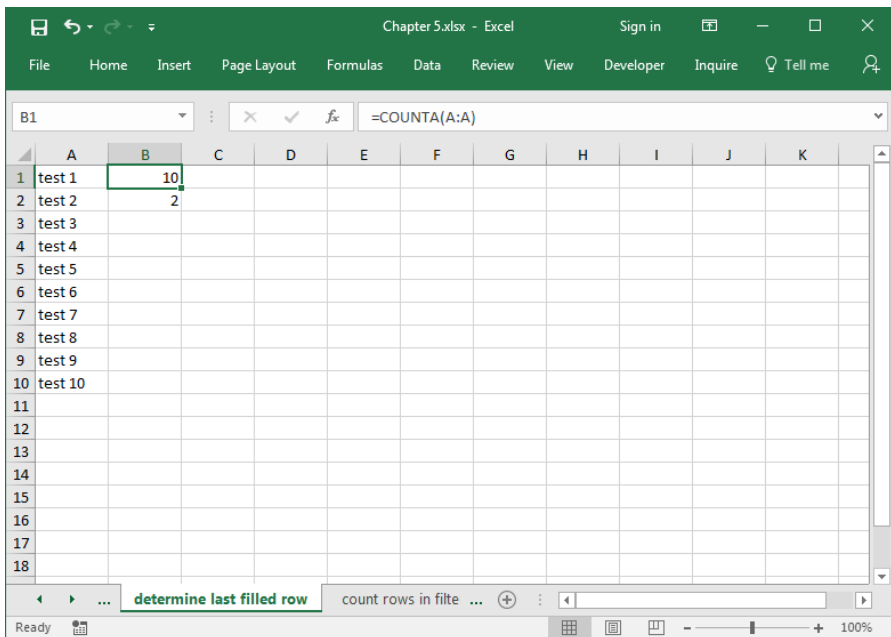 Chapter 5.xlsx - Excel
Sign in
File Home Insert Page Layout Formulas Data Review View Developer Inquire Tell me
B1 fx =COUNTA(A:A)
A B C D E F G H I J K
1 test 1 10
2 test 2 2
3 test 3
4 test 4
5 test 5
6 test 6
7 test 7
8 test 8
9 test 9
10 test 10
11
12
13
14
15
16
17
18
... determine last filled row count rows in filte ...
Ready 100%